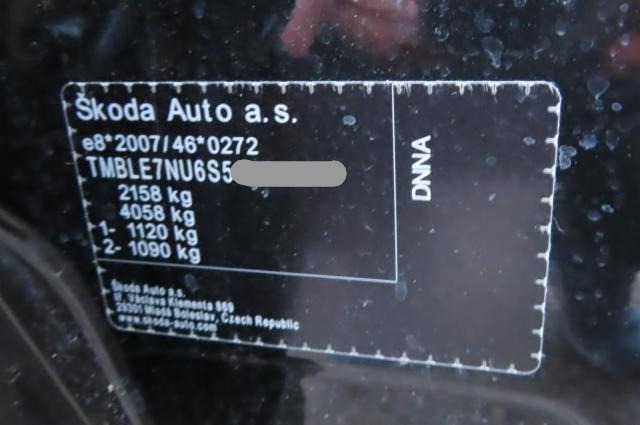 Škoda Auto a.s.
e8*2007/46*0272
TMBLE7NU6S5
2158 kg
4058 kg
1- 1120 kg
2- 1090 kg
DNNA
Škoda Auto a.s.
tř. Václava Klementa 869
29301 Mladá Boleslav, Czech Republic
www.skoda-auto.com